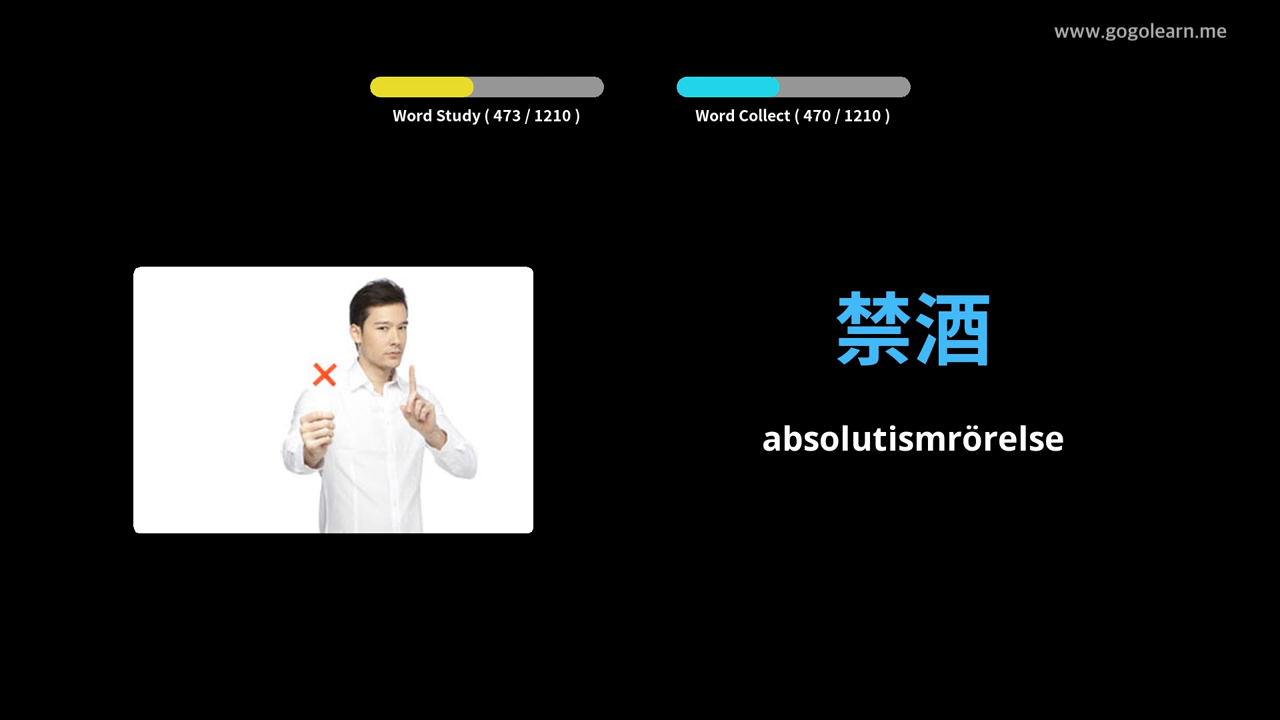 www.gogolearn.me
Word Study ( 473 / 1210 )
Word Collect ( 470 / 1210 )
禁酒
absolutismrörelse